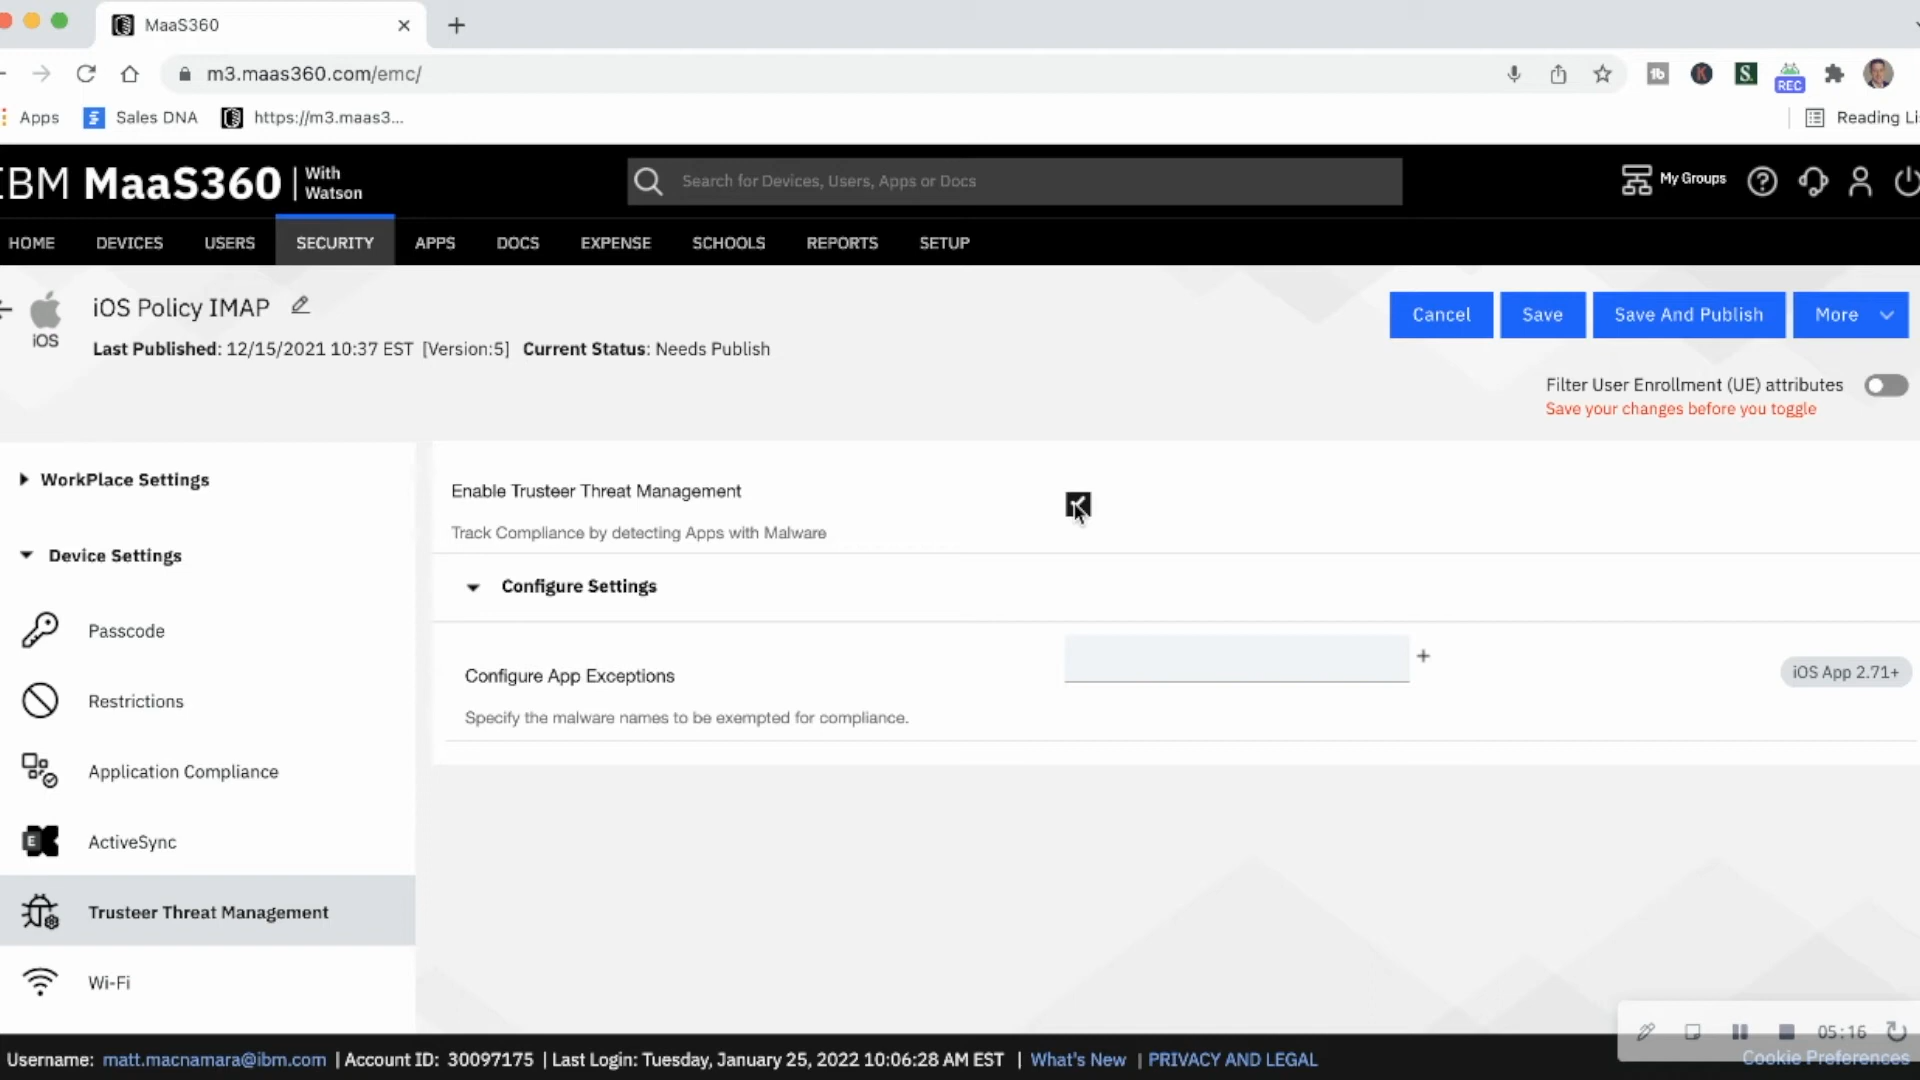 MaaS360
m3.maas360.com/emc/
REC
Apps
Sales DNA
https://m3.maas3...
Reading Li
IBM MaaS360 | With Watson
Search for Devices, Users, Apps or Docs
My Groups
HOME DEVICES USERS SECURITY APPS DOCS EXPENSE SCHOOLS REPORTS SETUP
iOS Policy IMAP
iOS
Last Published: 12/15/2021 10:37 EST [Version:5] Current Status: Needs Publish
Cancel
Save
Save And Publish
More
Filter User Enrollment (UE) attributes
Save your changes before you toggle
WorkPlace Settings
Device Settings
Passcode
Restrictions
Application Compliance
E
ActiveSync
Trusteer Threat Management
Wi-Fi
Enable Trusteer Threat Management
Track Compliance by detecting Apps with Malware
Configure Settings
Configure App Exceptions
+
iOS App 2.71+
Specify the malware names to be exempted for compliance.
05:16
Cookie Preferences
Username: matt.macnamara@ibm.com | Account ID: 30097175 | Last Login: Tuesday, January 25, 2022 10:06:28 AM EST | What's New | PRIVACY AND LEGAL